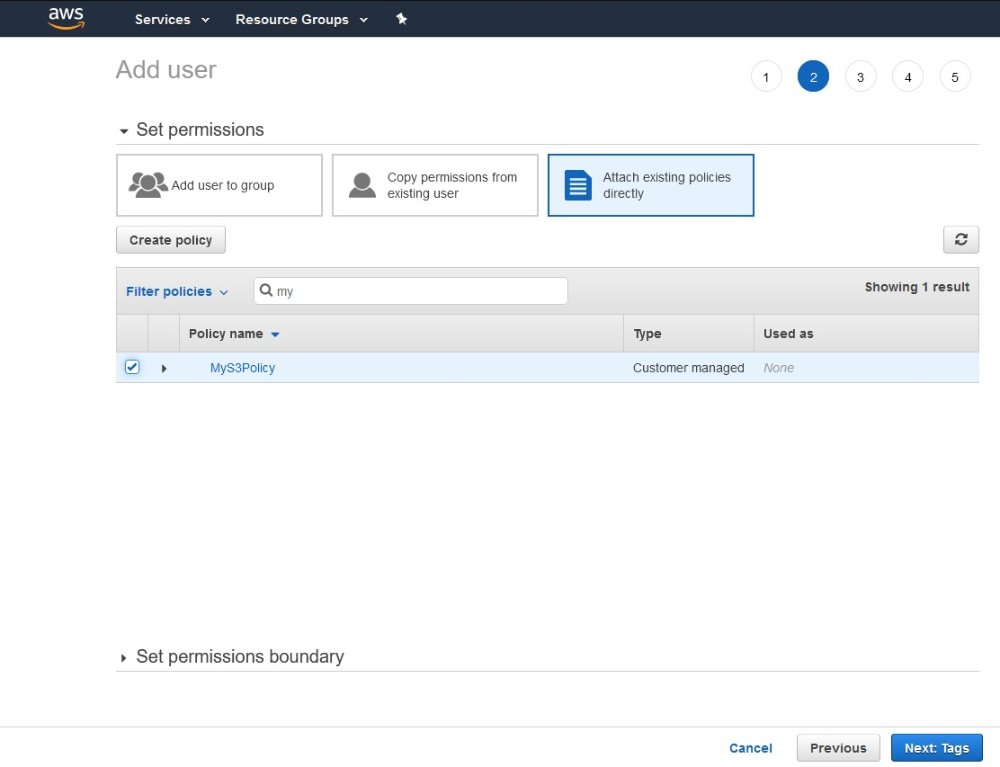 aws Services Resource Groups
Add user
1 2 3 4 5
Set permissions
Add user to group
Copy permissions from
existing user
Attach existing policies
directly
Create policy
Filter policies my Showing 1 result
Policy name Type Used as
MyS3Policy Customer managed None
Set permissions boundary
Cancel Previous Next: Tags